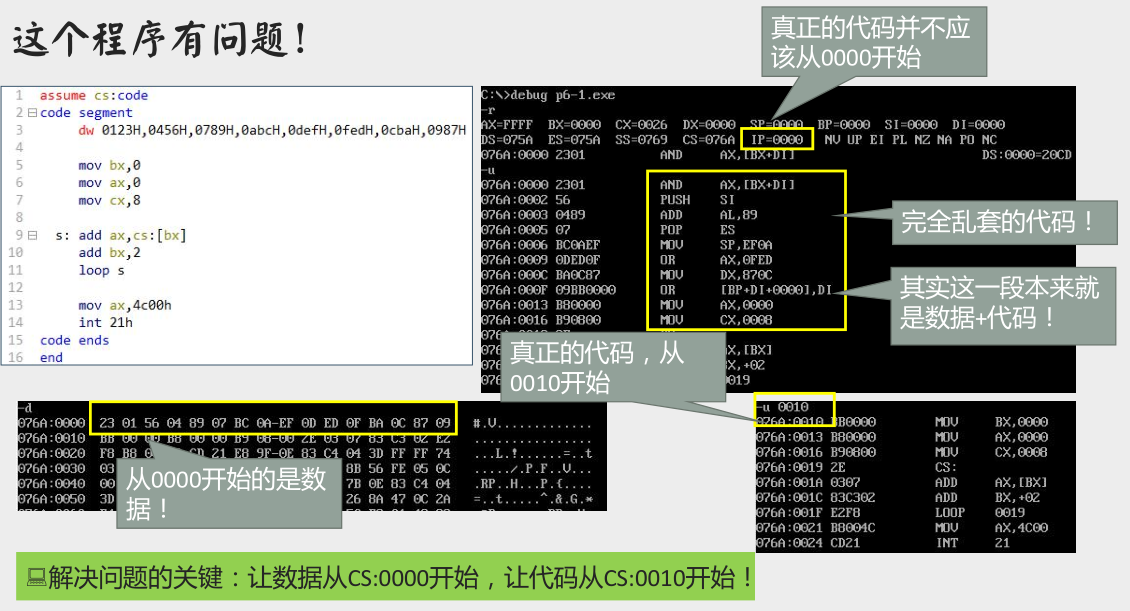 这个程序有问题!
真正的代码并不应
该从0000开始
1 assume cs:code
2 code segment
3 dw 0123H,0456H,0789H,0abcH,0defH,0fedH,0cbaH,0987H
4
5 mov bx,0
6 mov ax,0
7 mov cx,8
8
9 s: add ax,cs:[bx]
10 add bx,2
11 loop s
12
13 mov ax,4c00h
14 int 21h
15 code ends
16 end
C:\>debug p6-1.exe
-r
AX=FFFF BX=0000 CX=0026 DX=0000 SP=0000 BP=0000 SI=0000 DI=0000
DS=075A ES=075A SS=0769 CS=076A IP=0000 NV UP EI PL NZ NA PO NC
076A:0000 2301 AND AX,[BX+DI] DS:0000=20CD
-u
076A:0000 2301 AND AX,[BX+DI]
076A:0002 56 PUSH SI
076A:0003 0489 ADD AL,89
076A:0005 07 POP ES
076A:0006 BC0AEF MOV SP,EF0A
076A:0009 0DED0F OR AX,0FED
076A:000C BA0C87 MOV DX,870C
076A:000F 09BB0000 OR [BP+DI+0000],DI
076A:0013 B80000 MOV AX,0000
076A:0016 B90800 MOV CX,0008
AX,[BX]
BX,+02
0019
完全乱套的代码！
其实这一段本来就
是数据+代码！
真正的代码，从
0010开始
-d
076A:0000 23 01 56 04 89 07 BC 0A-EF 0D ED 0F BA 0C 87 09 #.V.............
076A:0010 BB 00 00 B8 00 00 B9 08-00 2E 03 07 83 C3 02 E2 ................
076A:0020 F8 B8 CD 21 E8 9F-0E 83 C4 04 3D FF FF 74 ...L.!......=..t
076A:0030 03 8B 56 FE 05 0C ...../.P.F..V...
076A:0040 00 7B 0E 83 C4 04 .RP..H...P.{....
076A:0050 3D 26 8A 47 0C 2A =..t.....^.&.G.*
从0000开始的是数
据！
-u 0010
076A:0010 BB0000 MOV BX,0000
076A:0013 B80000 MOV AX,0000
076A:0016 B90800 MOV CX,0008
076A:0019 2E CS:
076A:001A 0307 ADD AX,[BX]
076A:001C 83C302 ADD BX,+02
076A:001F E2F8 LOOP 0019
076A:0021 B8004C MOV AX,4C00
076A:0024 CD21 INT 21
解决问题的关键：让数据从CS:0000开始，让代码从CS:0010开始！